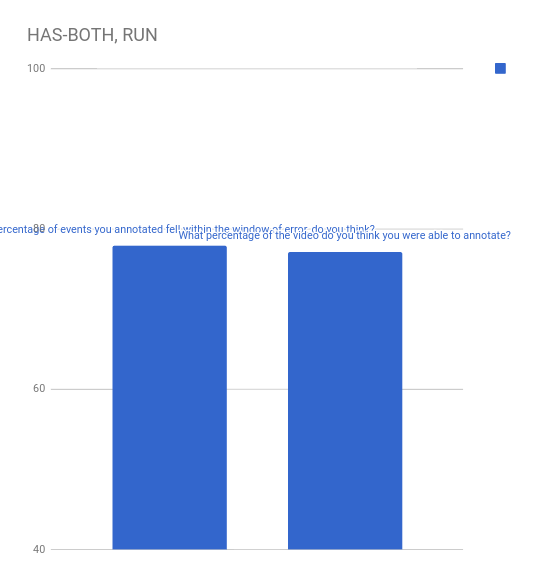 HAS-BOTH, RUN
100
80
ercentage of events you annotated fell within the window of error do you think?
What percentage of the video do you think you were able to annotate?
60
40